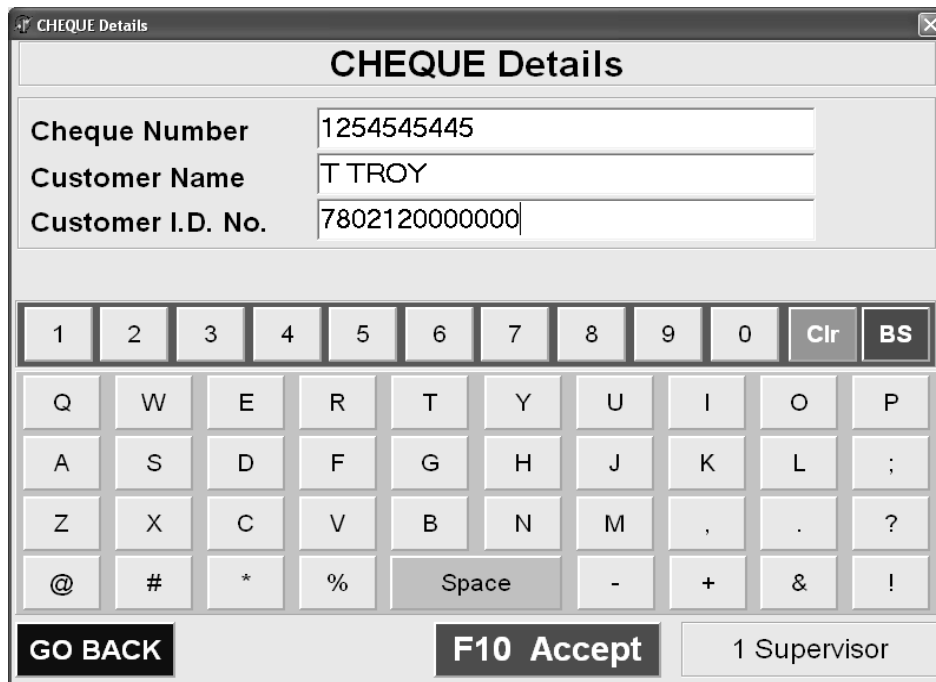 CHEQUE Details
CHEQUE Details
Cheque Number 1254545445
Customer Name T TROY
Customer I.D. No. 7802120000000
1 2 3 4 5 6 7 8 9 0 Clr BS
Q W E R T Y U I O P
A S D F G H J K L ;
Z X C V B N M , . ?
@ # * % Space - + & !
GO BACK F10 Accept 1 Supervisor